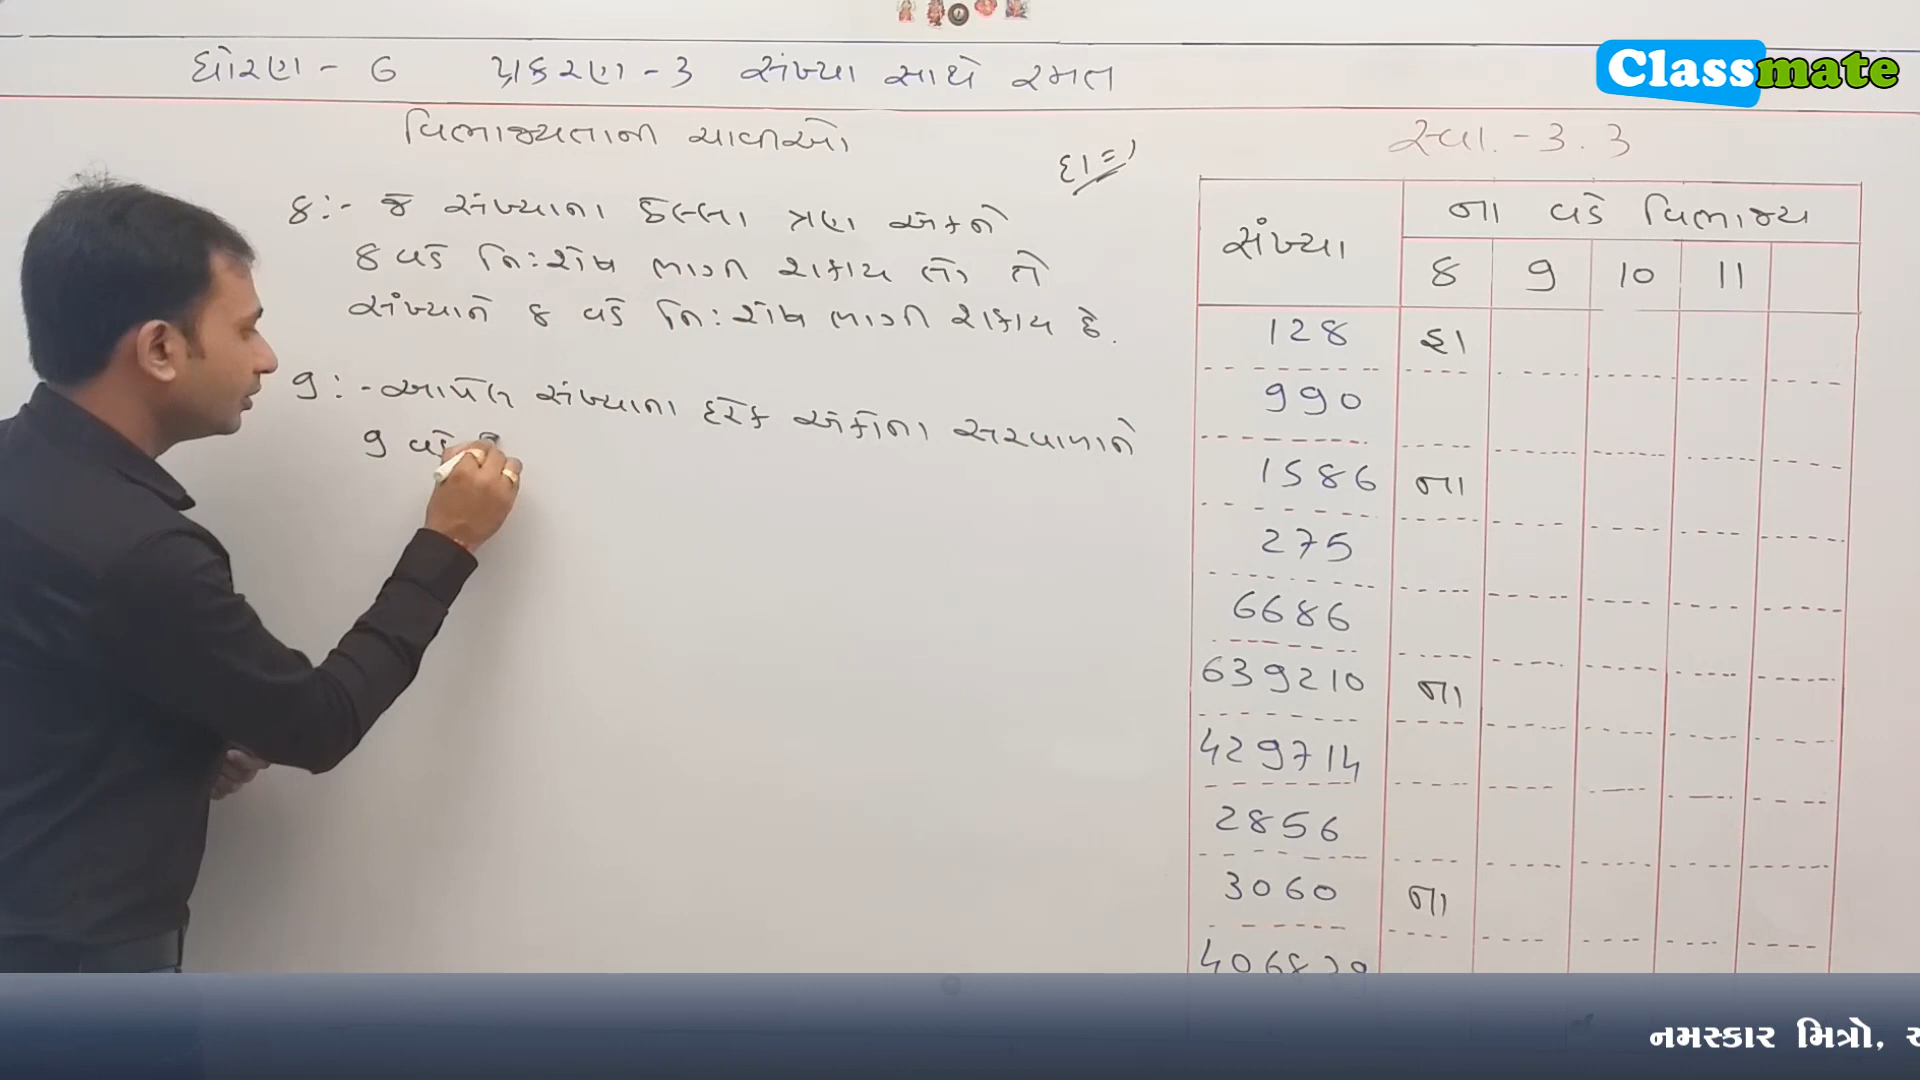 Classmate
ધોરણ - 6 પ્રકરણ - 3 સંખ્યા સાથે રમત
વિભાજ્યતાની ચાવીઓ
દા = ,
8 :- જે સંખ્યાના છેલ્લા ત્રણ અંકને
8 વડે નિ:શેષ ભાગી શકાય તો તે
સંખ્યાને 8 વડે નિ:શેષ ભાગી શકાય છે.
9 :- આપેલ સંખ્યાના દરેક અંકોના સરવાળાને
9 વડે
સ્વા. - 3.3
સંખ્યા ના વડે વિભાજ્ય
8 9 10 11
128 હા
990
1586 ના
275
6686
639210 ના
429714
2856
3060 ના
નમસ્કાર મિત્રો,